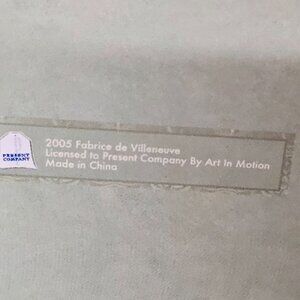 PRESENT
COMPANY
2005 Fabrice de Villeneuve
Licensed to Present Company By Art In Motion
Made in China